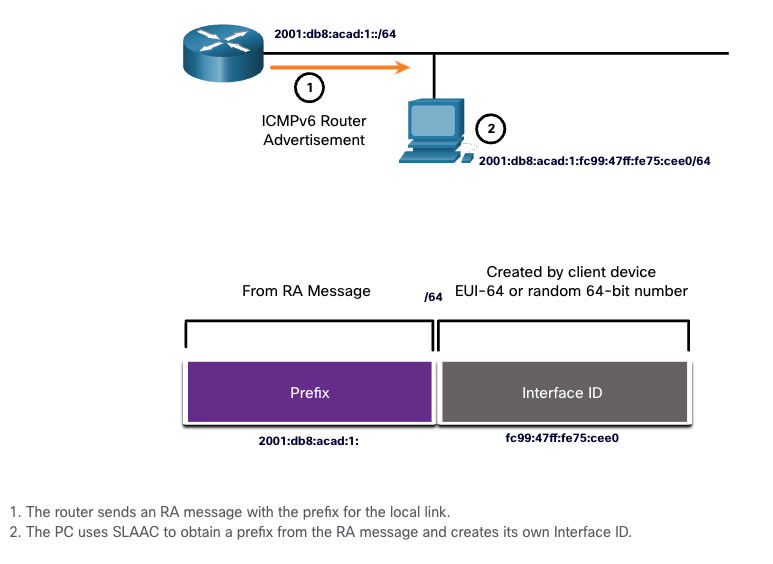 2001:db8:acad:1::/64
1
ICMPv6 Router
Advertisement
2
2001:db8:acad:1:fc99:47ff:fe75:cee0/64
From RA Message
/64
Created by client device
EUI-64 or random 64-bit number
Prefix
Interface ID
2001:db8:acad:1:
fc99:47ff:fe75:cee0
1. The router sends an RA message with the prefix for the local link.
2. The PC uses SLAAC to obtain a prefix from the RA message and creates its own Interface ID.